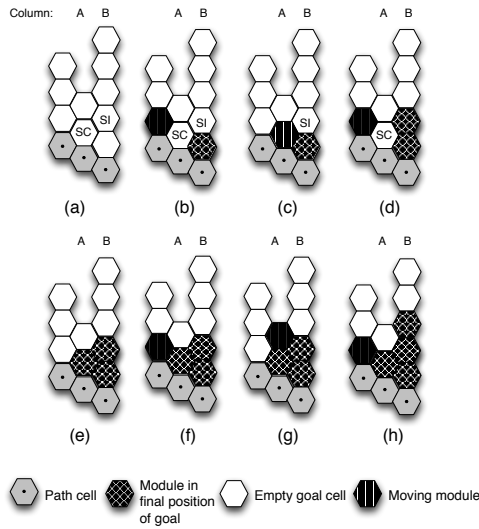 Column: A B A B A B A B
SI
SC
SI
SC
SI
SC
(a) (b) (c) (d)
A B A B A B A B
(e) (f) (g) (h)
Path cell
Module in
final position
of goal
Empty goal cell
Moving module